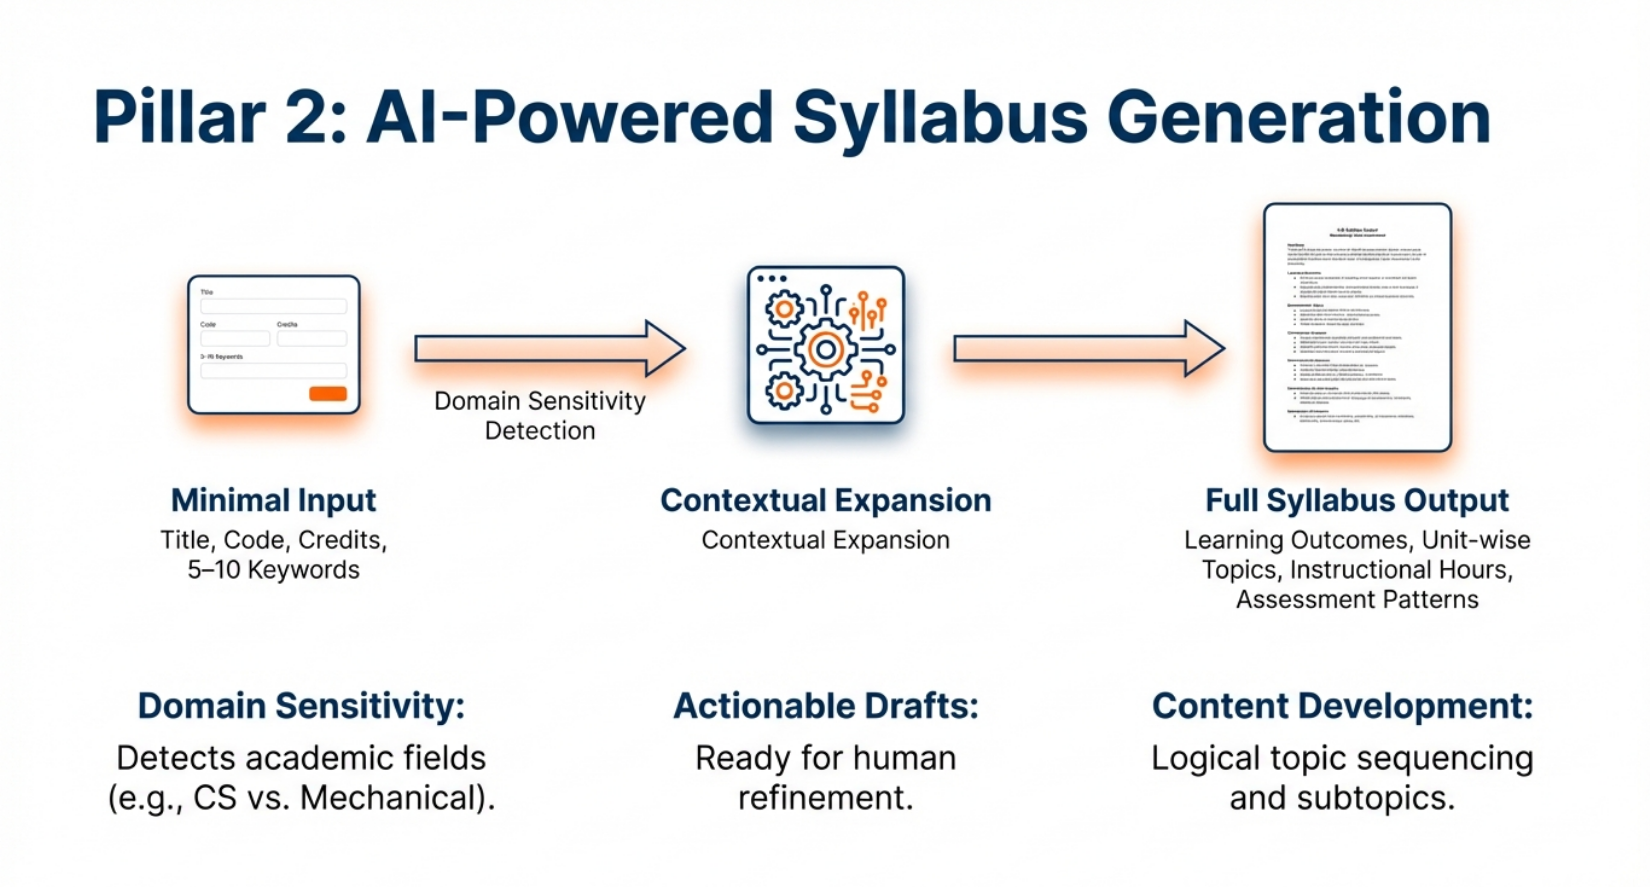 Pillar 2: AI-Powered Syllabus Generation
Title
Code Credits
Domain Sensitivity
Detection
Minimal Input
Title, Code, Credits,
5–10 Keywords
Contextual Expansion
Contextual Expansion
Full Syllabus Output
Learning Outcomes, Unit-wise
Topics, Instructional Hours,
Assessment Patterns
Domain Sensitivity:
Detects academic fields
(e.g., CS vs. Mechanical).
Actionable Drafts:
Ready for human
refinement.
Content Development:
Logical topic sequencing
and subtopics.